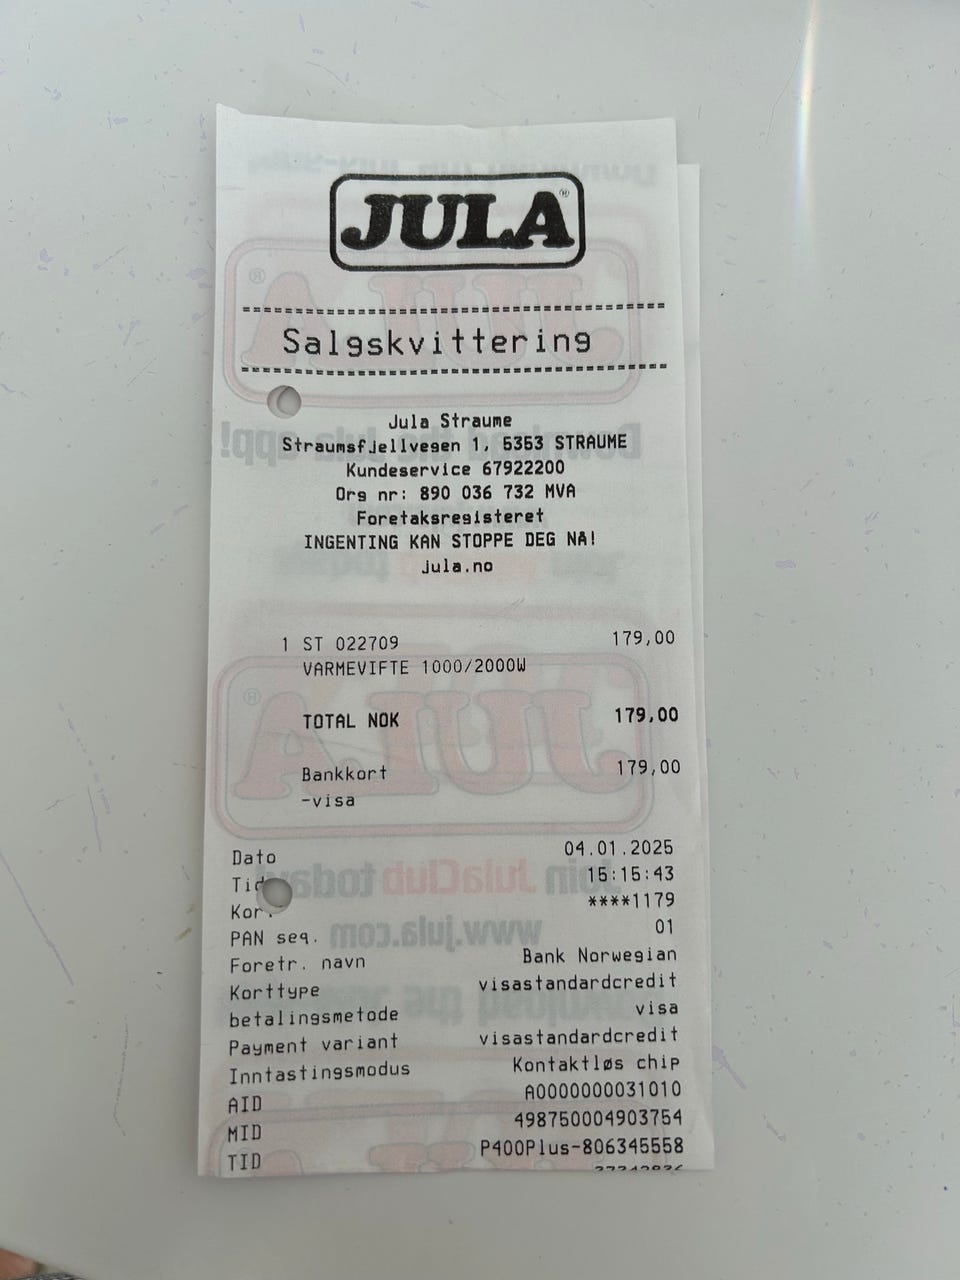 JULA®
Salgskvittering
Jula Straume
Straumsfjellvegen 1, 5353 STRAUME
Kundeservice 67922200
Org nr: 890 036 732 MVA
Foretaksregisteret
INGENTING KAN STOPPE DEG NÅ!
jula.no
1 ST 022709 179,00
VARMEVIFTE 1000/2000W
TOTAL NOK 179,00
Bankkort 179,00
-visa
Dato 04.01.2025
15:15:43
****1179
PAN seq. 01
Foretr. navn Bank Norwegian
Korttype visastandardcredit
betalingsmetode visa
Payment variant visastandardcredit
Inntastingsmodus Kontaktløs chip
AID A0000000031010
MID 498750004903754
TID P400Plus-806345558